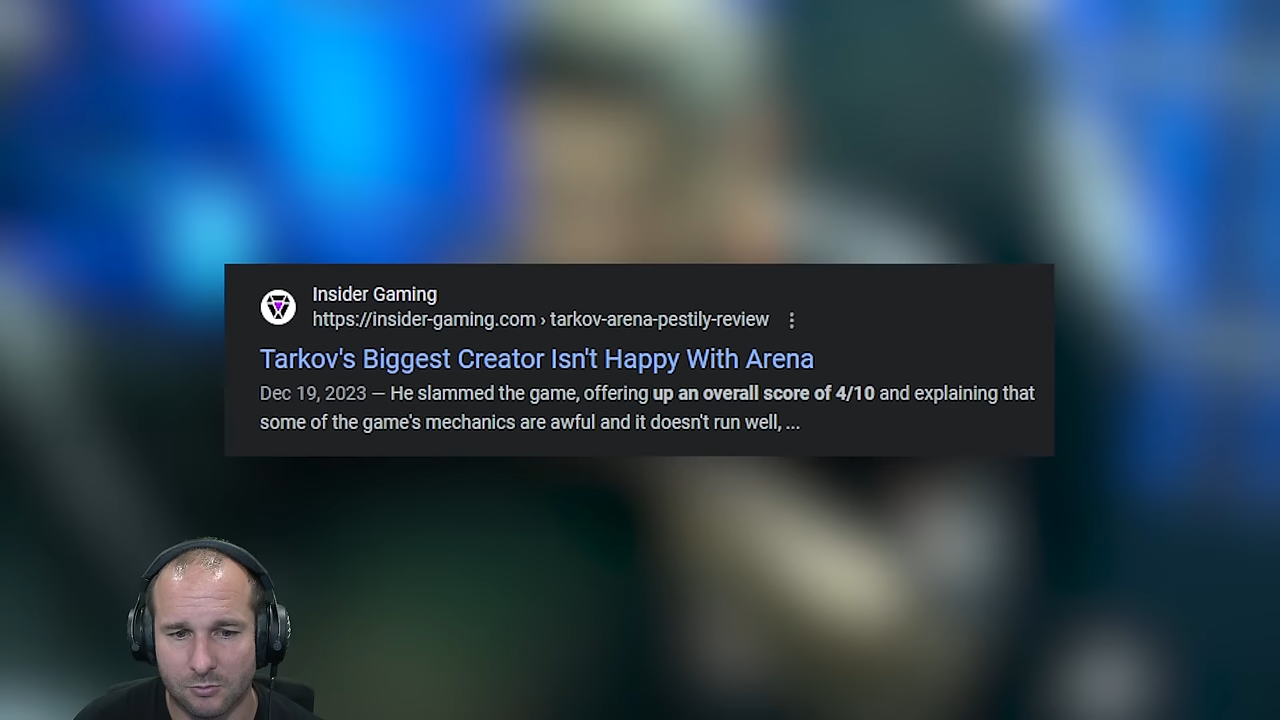 Insider Gaming
https://insider-gaming.com › tarkov-arena-pestily-review
Tarkov's Biggest Creator Isn't Happy With Arena
Dec 19, 2023 — He slammed the game, offering up an overall score of 4/10 and explaining that
some of the game's mechanics are awful and it doesn't run well, ...